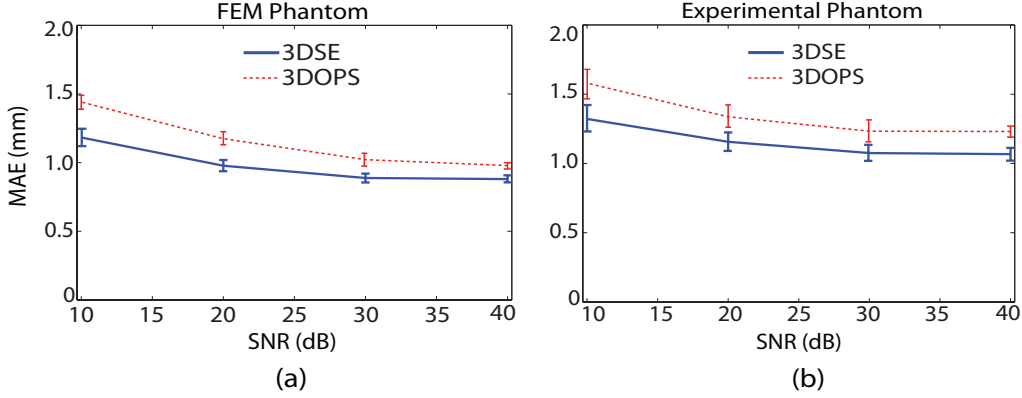 FEM Phantom
2.0
1.5
1.0
0.5
0
MAE (mm)
3DSE
3DOPS
10 15 20 25 30 35 40
SNR (dB)
(a)
Experimental Phantom
2.0
1.5
1.0
0.5
0
3DSE
3DOPS
10 15 20 25 30 35 40
SNR (dB)
(b)